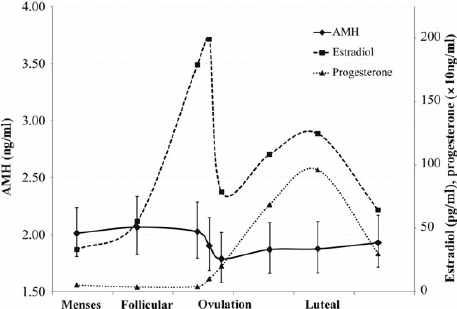 4.00
3.50
3.00
2.50
2.00
1.50
AMH (ng/ml)
AMH
Estradiol
Progesterone
200
150
100
50
0
Estradiol (pg/ml), progesterone (×10ng/ml)
Menses Follicular Ovulation Luteal